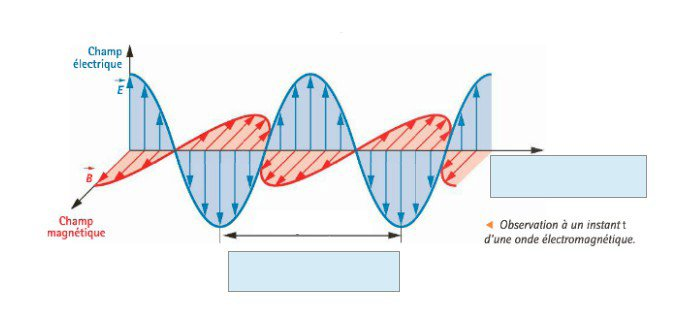 Champ
électrique
E
B
Champ
magnétique
◄ Observation à un instant t
d'une onde électromagnétique.